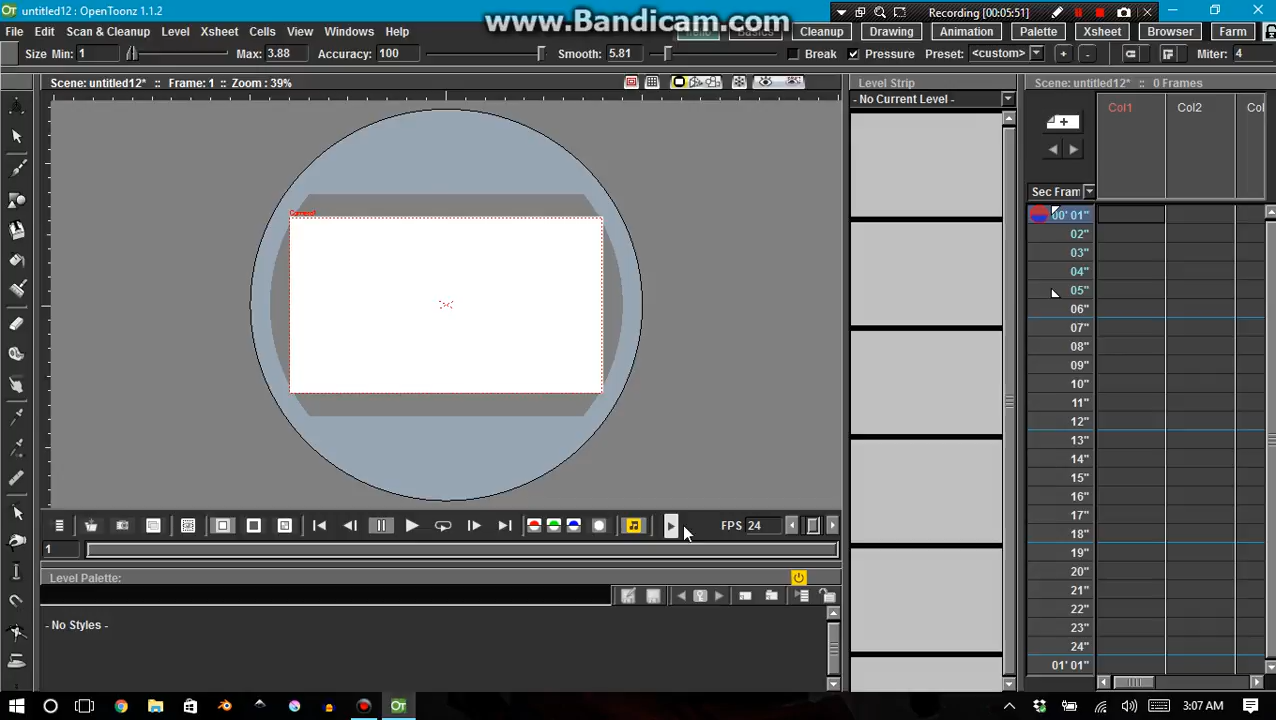 untitled12* : OpenToonz 1.1.2
www.Bandicam.com
Recording [00:05:51]
File Edit Scan & Cleanup Level Xsheet Cells View Windows Help
Basics Cleanup Drawing Animation Palette Xsheet Browser Farm
Size Min: 1 Max: 3.88 Accuracy: 100 Smooth: 5.81 Break Pressure Preset: <custom> + - Miter: 4
Scene: untitled12* :: Frame: 1 :: Zoom : 39%
Level Strip
Scene: untitled12* :: 0 Frames
- No Current Level -
Col1 Col2 Col
+
Sec Fram
00' 01"
02"
03"
04"
05"
06"
07"
08"
09"
10"
11"
12"
13"
14"
15"
16"
17"
18"
19"
20"
21"
22"
23"
24"
01' 01"
FPS 24
1
Level Palette:
- No Styles -
3:07 AM